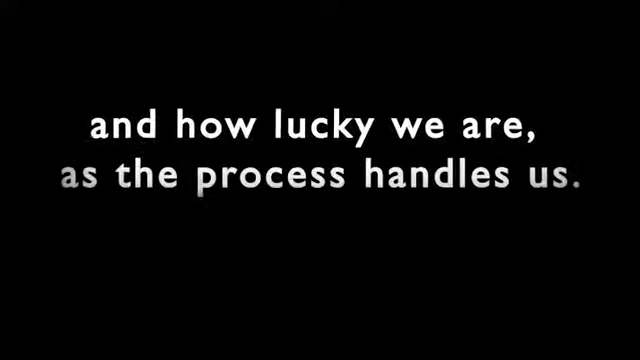 and how lucky we are,
as the process handles us.